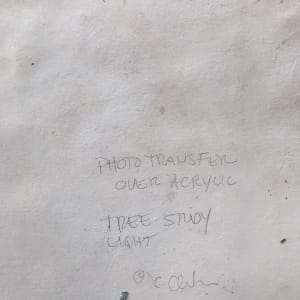 PHOTO TRANSFER
OVER ACRYLIC
TREE STUDY
LIGHT
© C.